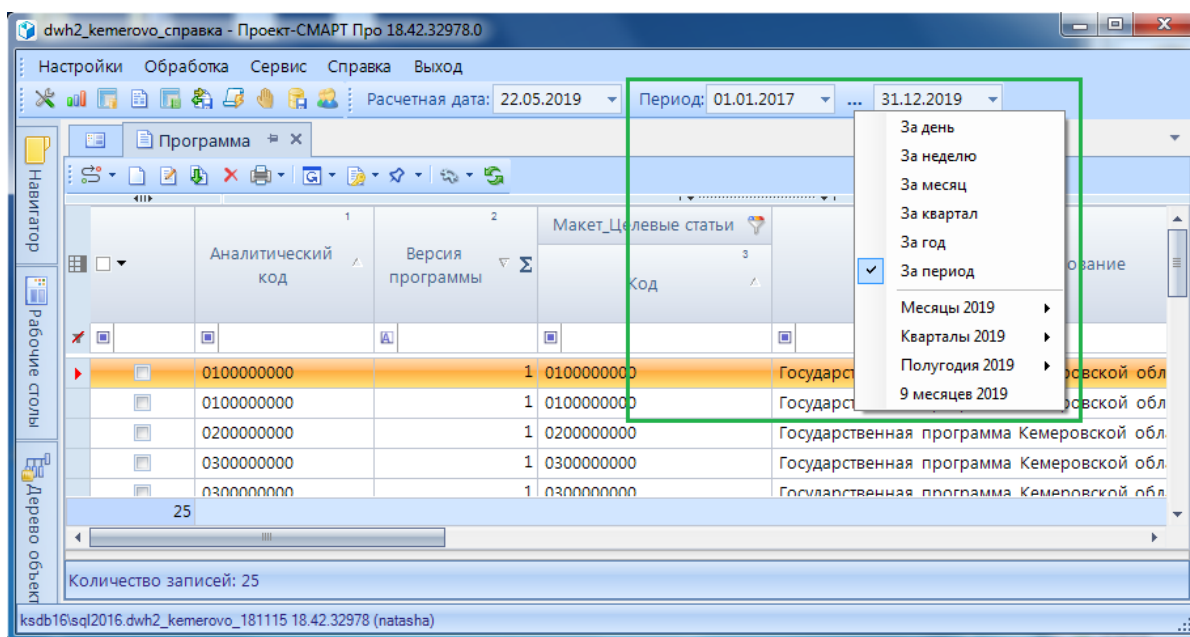 dwh2_kemerovo_справка - Проект-СМАРТ Про 18.42.32978.0
Настройки Обработка Сервис Справка Выход
Расчетная дата: 22.05.2019 Период: 01.01.2017 ... 31.12.2019
Программа
За день
За неделю
За месяц
За квартал
За год
За период
Месяцы 2019
Кварталы 2019
Полугодия 2019
9 месяцев 2019
Навигатор
Рабочие столы
Дерево объект
1 2 Макет_Целевые статьи
3
Аналитический код
Версия программы Σ
Код
ование
0100000000 1 0100000000 Государст ровской обл
0100000000 1 0100000000 Государст ровской обл
0200000000 1 0200000000 Государственная программа Кемеровской обл
0300000000 1 0300000000 Государственная программа Кемеровской обл
0300000000 1 0300000000 Государственная программа Кемеровской обл
25
Количество записей: 25
ksdb16\sql2016.dwh2_kemerovo_181115 18.42.32978 (natasha)